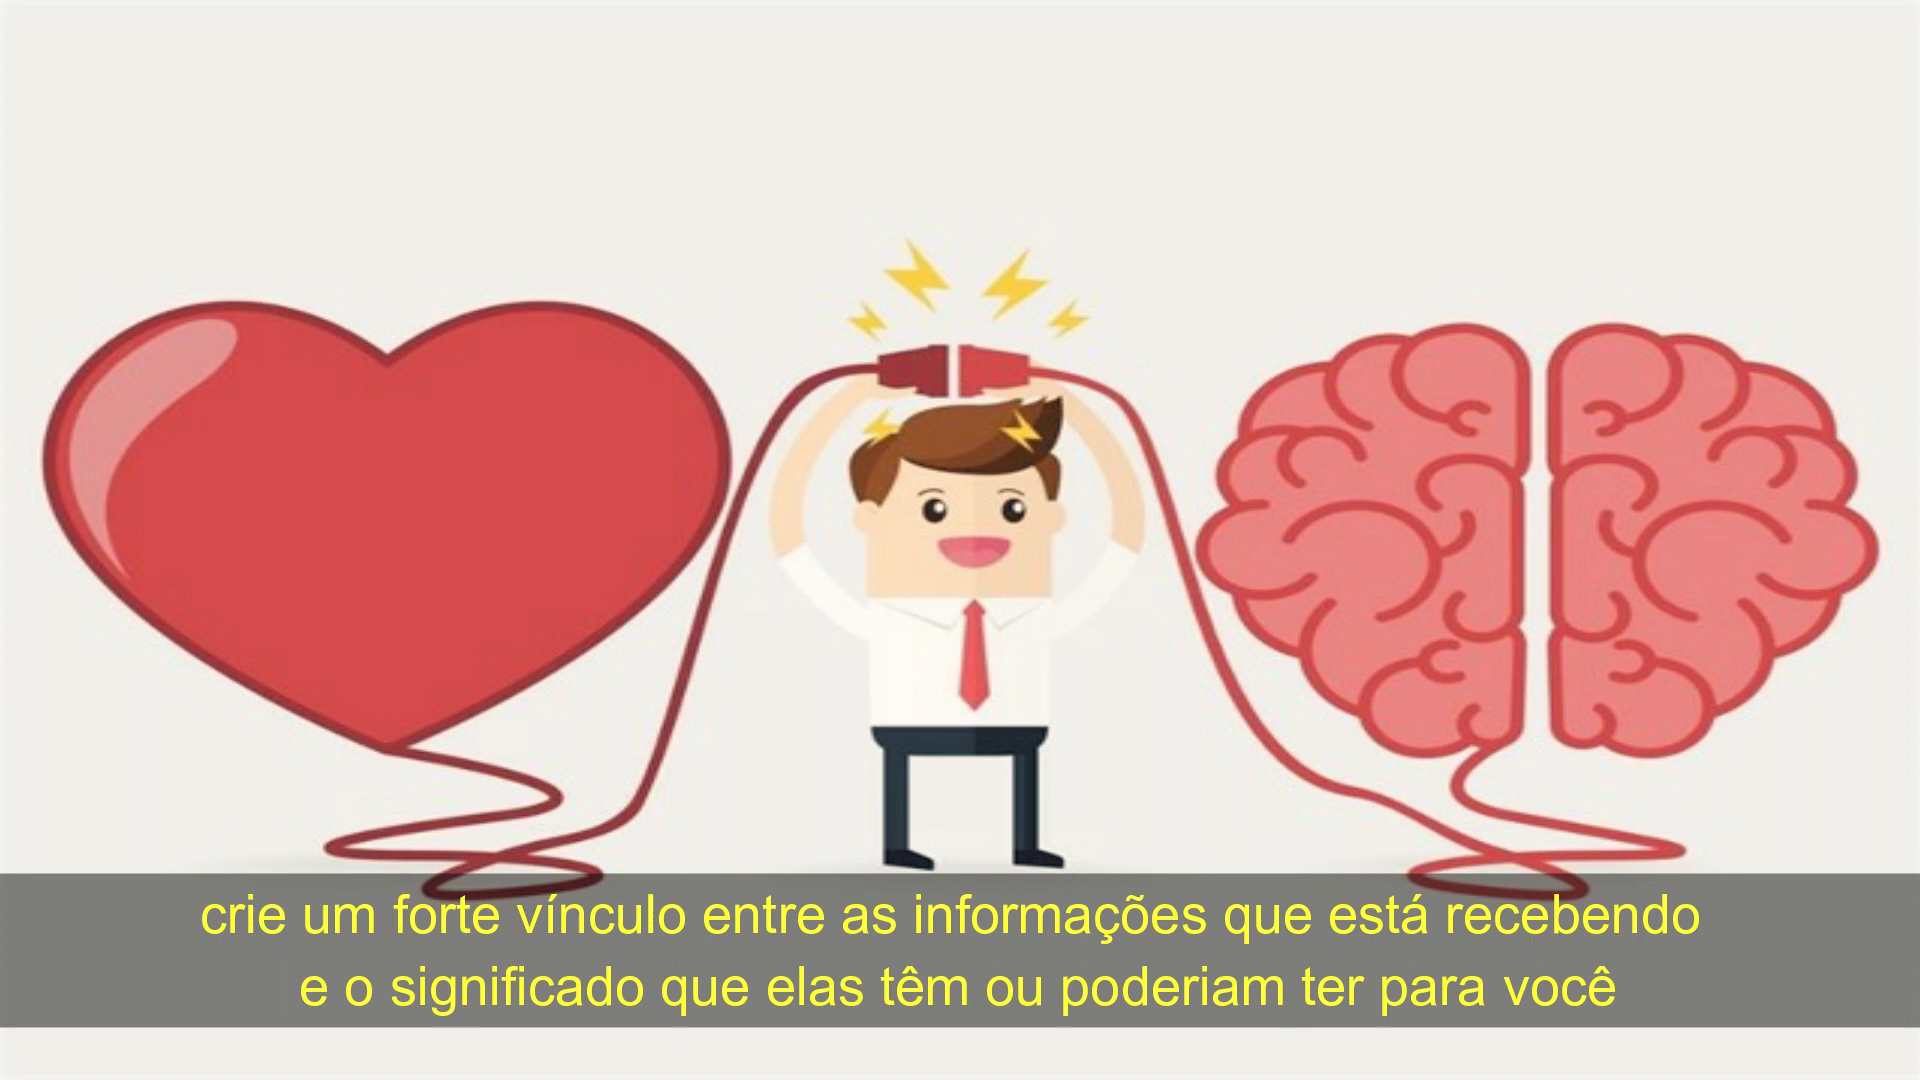 crie um forte vínculo entre as informações que está recebendo
e o significado que elas têm ou poderiam ter para você